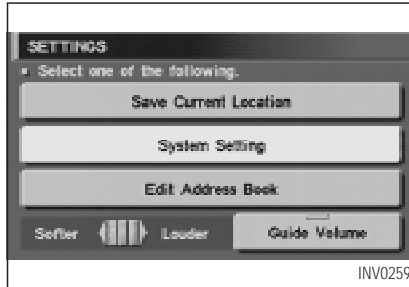 SETTINGS
Select one of the following.
Save Current Location
System Setting
Edit Address Book
Softer Louder Guide Volume
INV0259